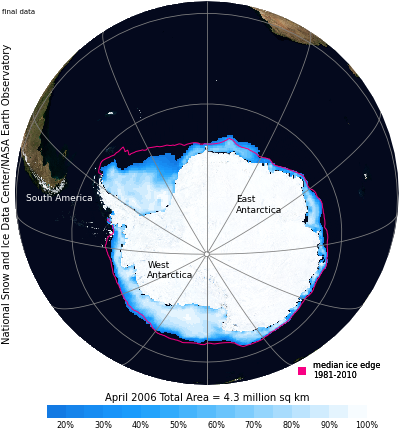 final data
National Snow and Ice Data Center/NASA Earth Observatory
South America
East
Antarctica
West
Antarctica
median ice edge
1981-2010
April 2006 Total Area = 4.3 million sq km
20% 30% 40% 50% 60% 70% 80% 90% 100%